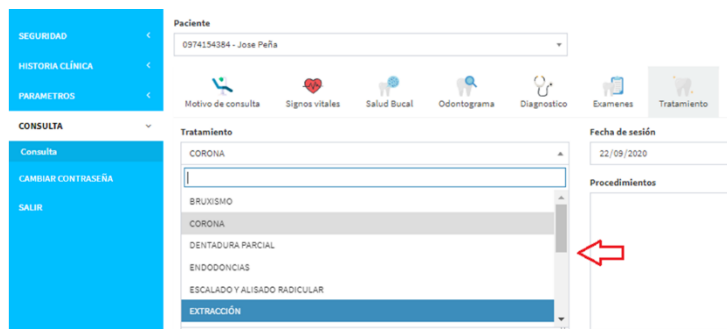 SEGURIDAD
HISTORIA CLÍNICA
PARAMETROS
CONSULTA
Consulta
CAMBIAR CONTRASEÑA
SALIR
Paciente
0974154384 - Jose Peña
Motivo de consulta
Signos vitales
Salud Bucal
Odontograma
Diagnostico
Examenes
Tratamiento
Tratamiento
CORONA
BRUXISMO
CORONA
DENTADURA PARCIAL
ENDODONCIAS
ESCALADO Y ALISADO RADICULAR
EXTRACCIÓN
Fecha de sesión
22/09/2020
Procedimientos